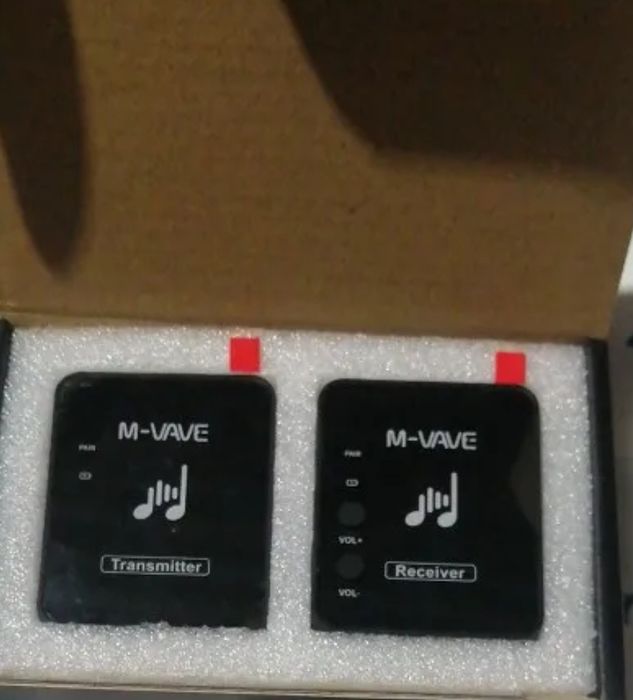 M-VAVE
PAIR
Transmitter
M-VAVE
PAIR
VOL+
Receiver
VOL-